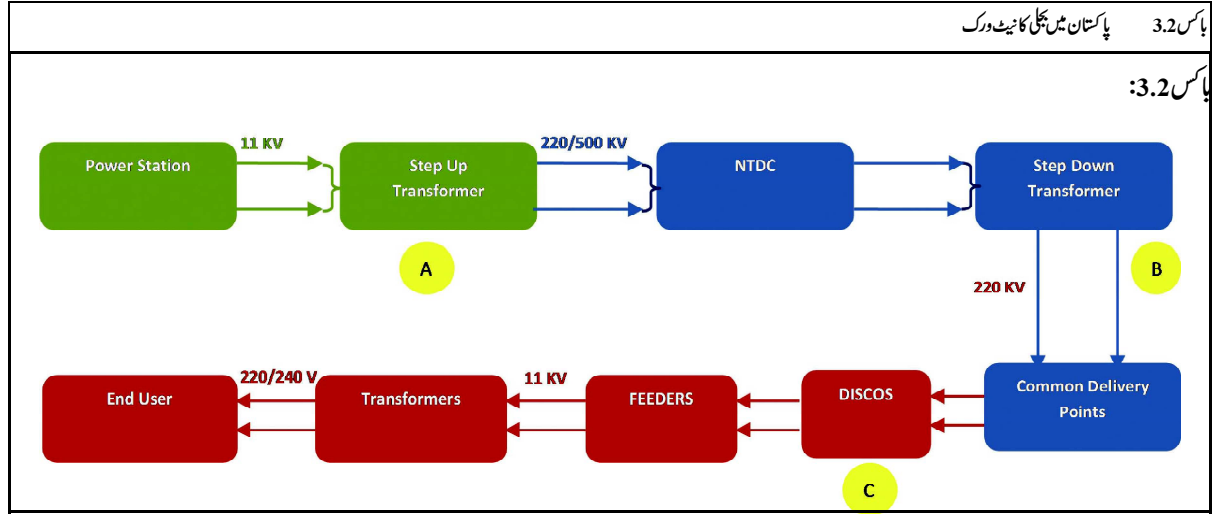 باکس 3.2 پاکستان میں بجلی کا نیٹ ورک
باکس 3.2:
11 KV
220/500 KV
Power Station
Step Up
Transformer
NTDC
Step Down
Transformer
A
B
220 KV
220/240 V
11 KV
End User
Transformers
FEEDERS
DISCOS
Common Delivery
Points
C